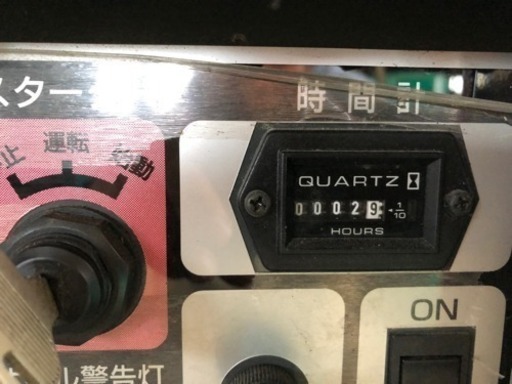 スター
時間計
止
運転
始動
QUARTZ
00029
1/10
HOURS
ON
ル警告灯